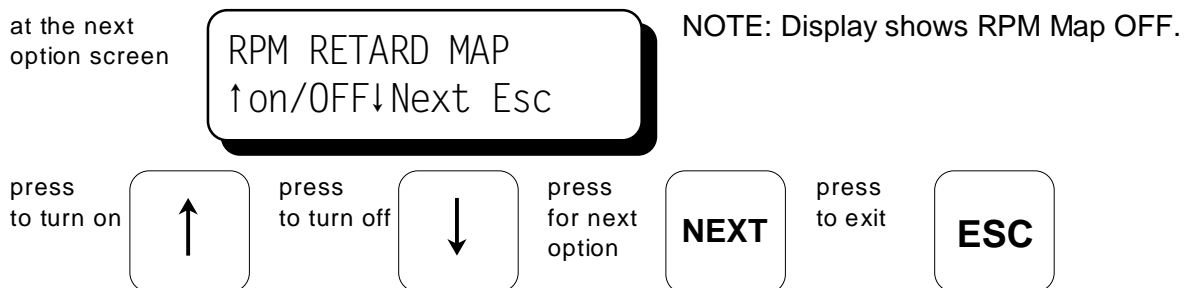 at the next
option screen
RPM RETARD MAP
↑on/OFF↓Next Esc
NOTE: Display shows RPM Map OFF.
press
to turn on
↑
press
to turn off
↓
press
for next
option
NEXT
press
to exit
ESC